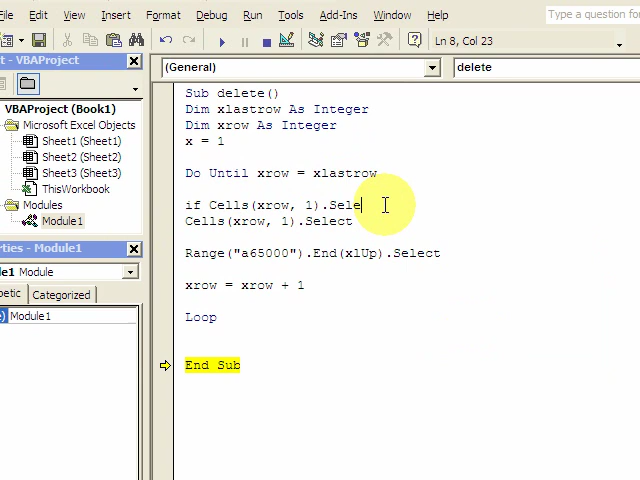 File Edit View Insert Format Debug Run Tools Add-Ins Window Help Type a question for
Ln 8, Col 23
t - VBAProject
(General) delete
VBAProject (Book1)
Microsoft Excel Objects
Sheet1 (Sheet1)
Sheet2 (Sheet2)
Sheet3 (Sheet3)
ThisWorkbook
Modules
Module1
rties - Module1
le1 Module
betic Categorized
Module1
Sub delete()
Dim xlastrow As Integer
Dim xrow As Integer
x = 1
Do Until xrow = xlastrow
if Cells(xrow, 1).Sele
Cells(xrow, 1).Select
Range("a65000").End(xlUp).Select
xrow = xrow + 1
Loop
End Sub